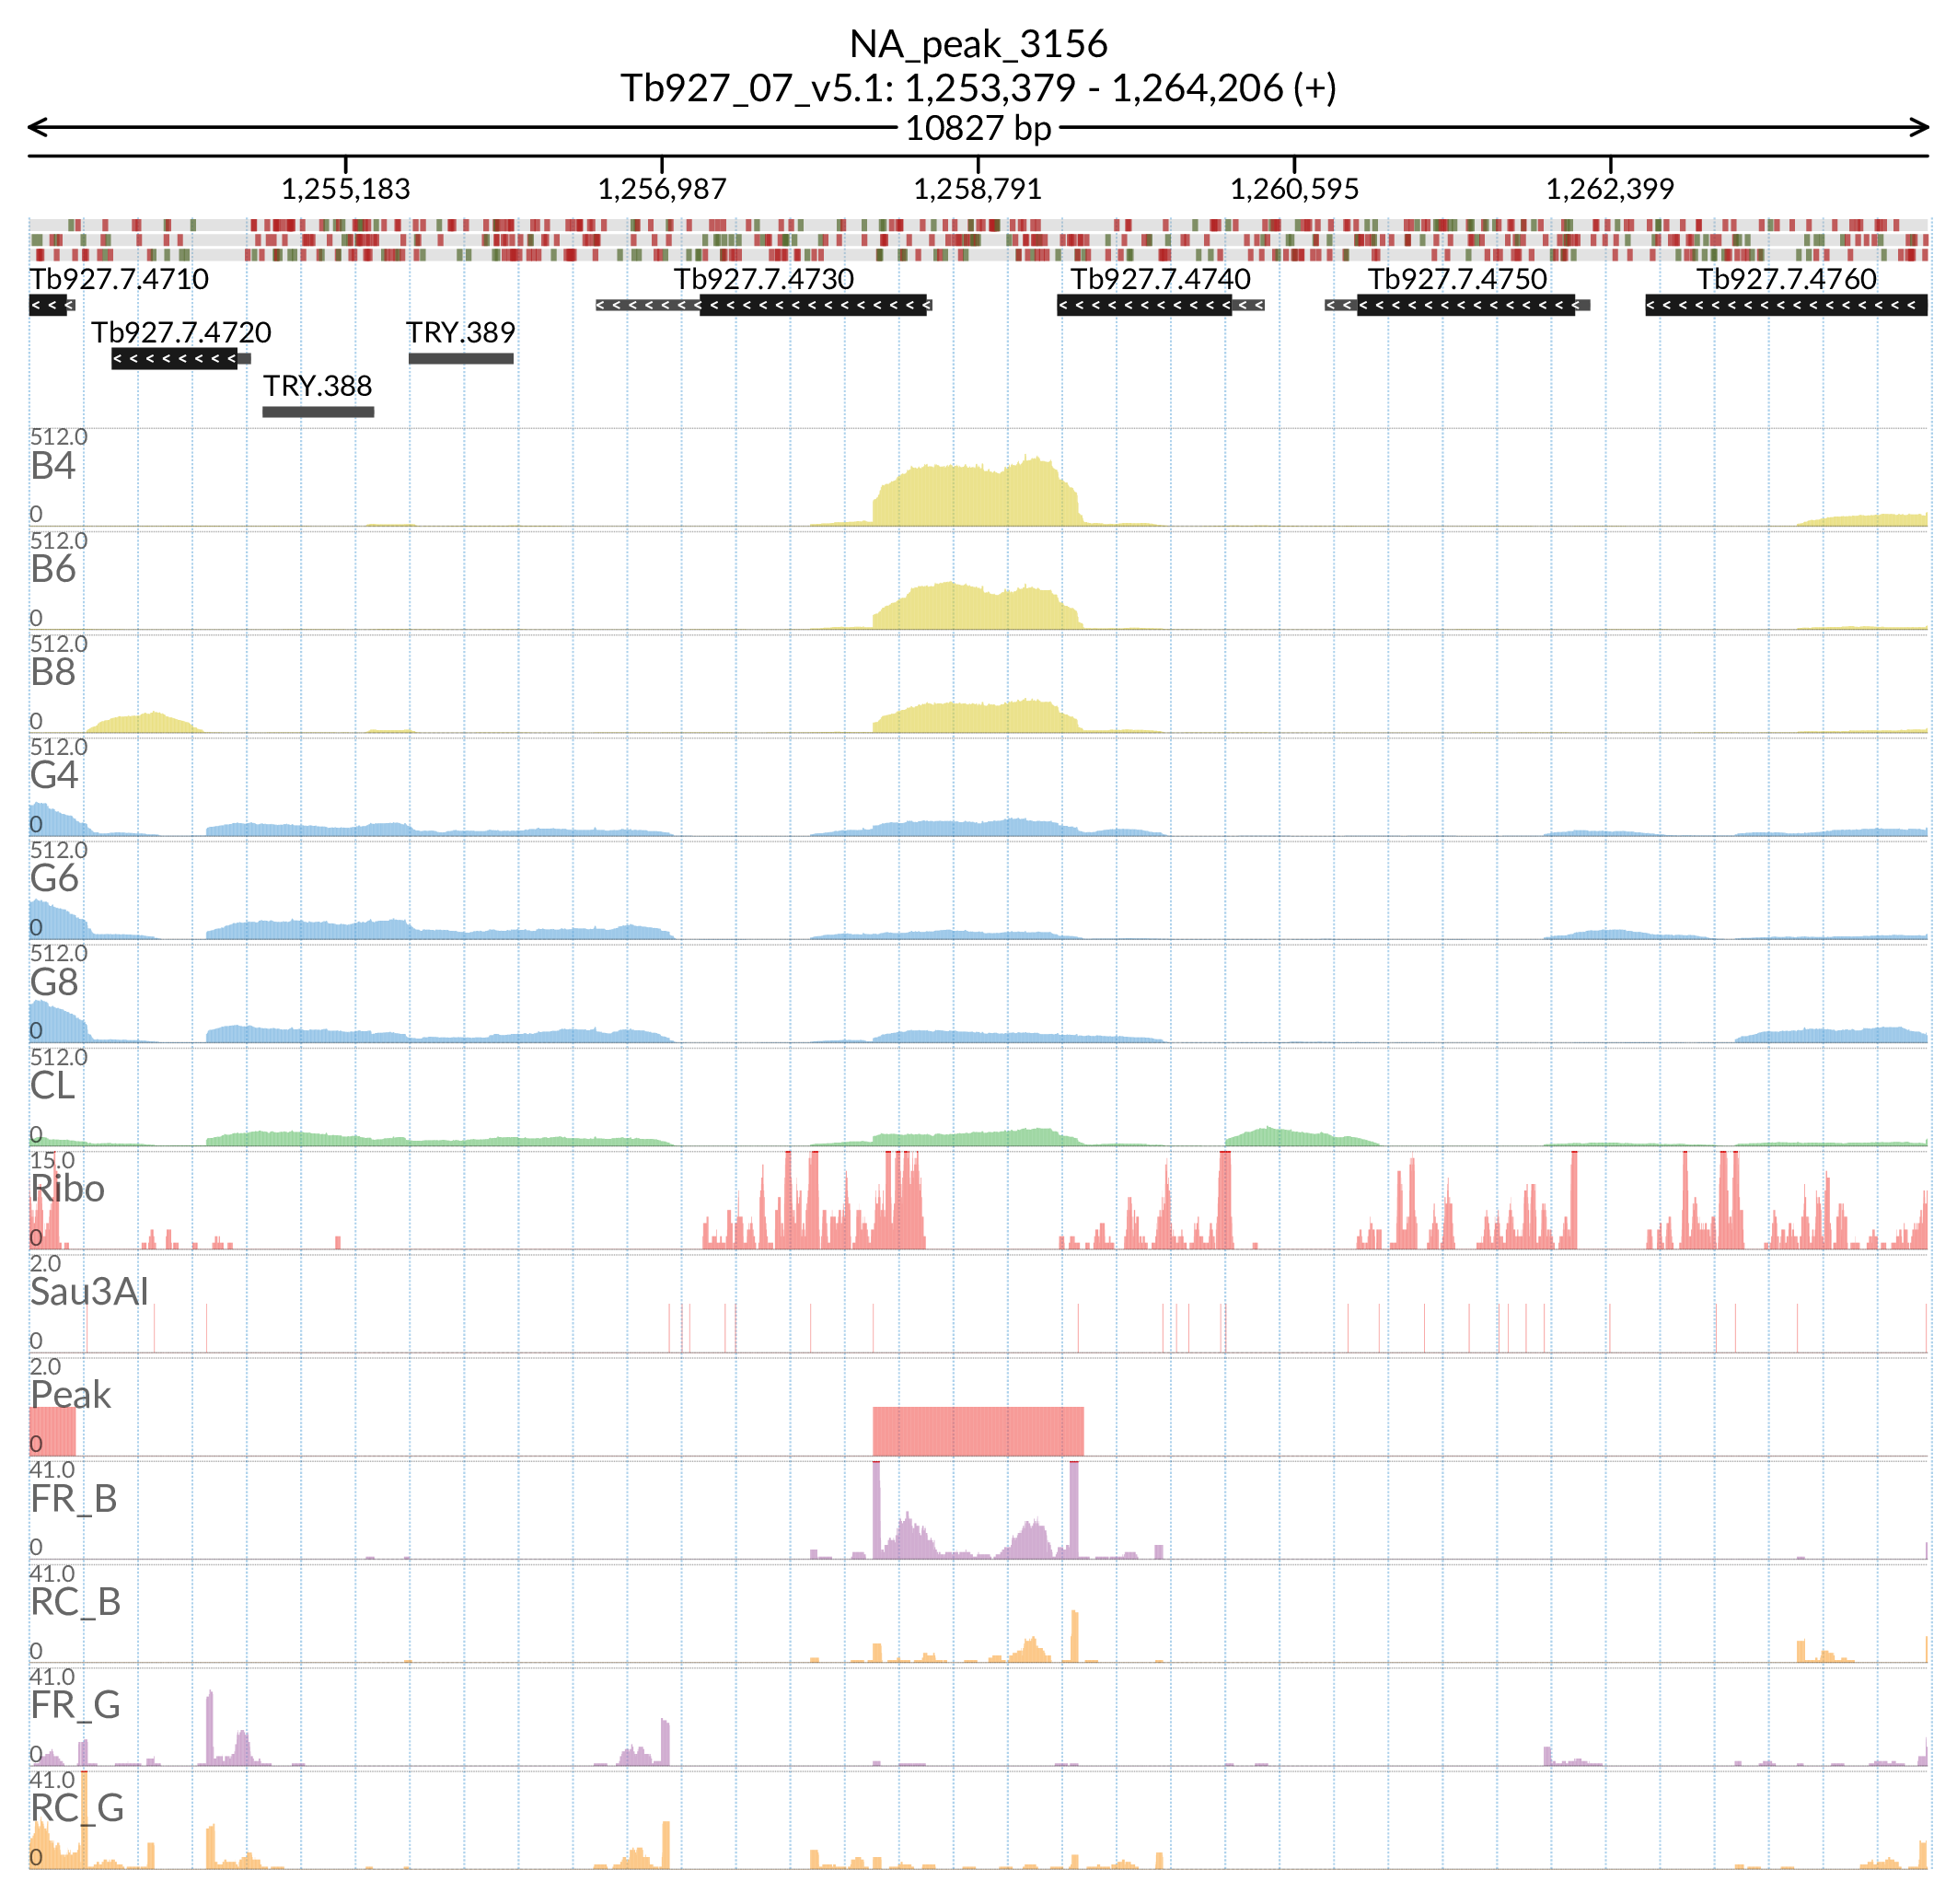 NA_peak_3156
Tb927_07_v5.1: 1,253,379 - 1,264,206 (+)
10827 bp
1,255,183 1,256,987 1,258,791 1,260,595 1,262,399
Tb927.7.4710 Tb927.7.4730 Tb927.7.4740 Tb927.7.4750 Tb927.7.4760
Tb927.7.4720 TRY.389
TRY.388
512.0
B4
0
512.0
B6
0
512.0
B8
0
512.0
G4
0
512.0
G6
0
512.0
G8
0
512.0
CL
0
15.0
Ribo
0
2.0
Sau3AI
0
2.0
Peak
0
41.0
FR_B
0
41.0
RC_B
0
41.0
FR_G
0
41.0
RC_G
0